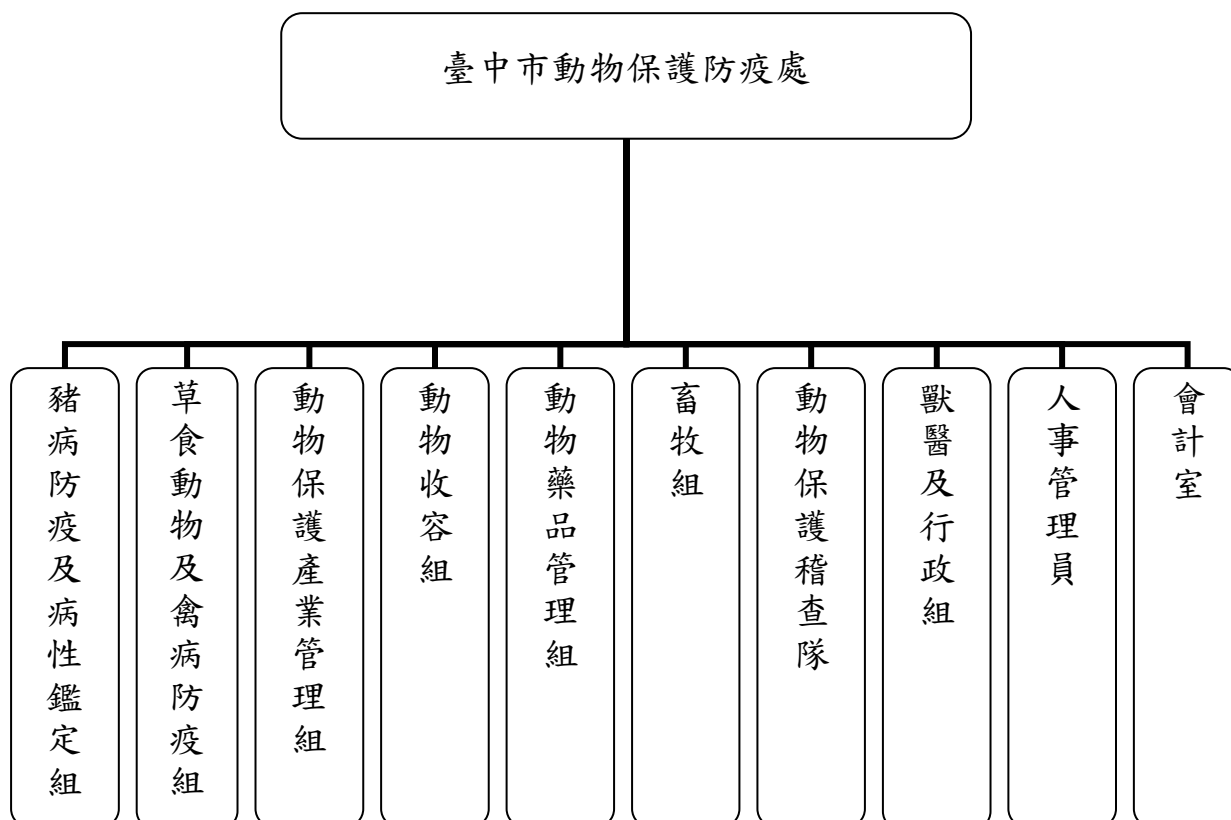 臺中市動物保護防疫處
豬病防疫及病性鑑定組
草食動物及禽病防疫組
動物保護產業管理組
動物收容組
動物藥品管理組
畜牧組
動物保護稽查隊
獸醫及行政組
人事管理員
會計室